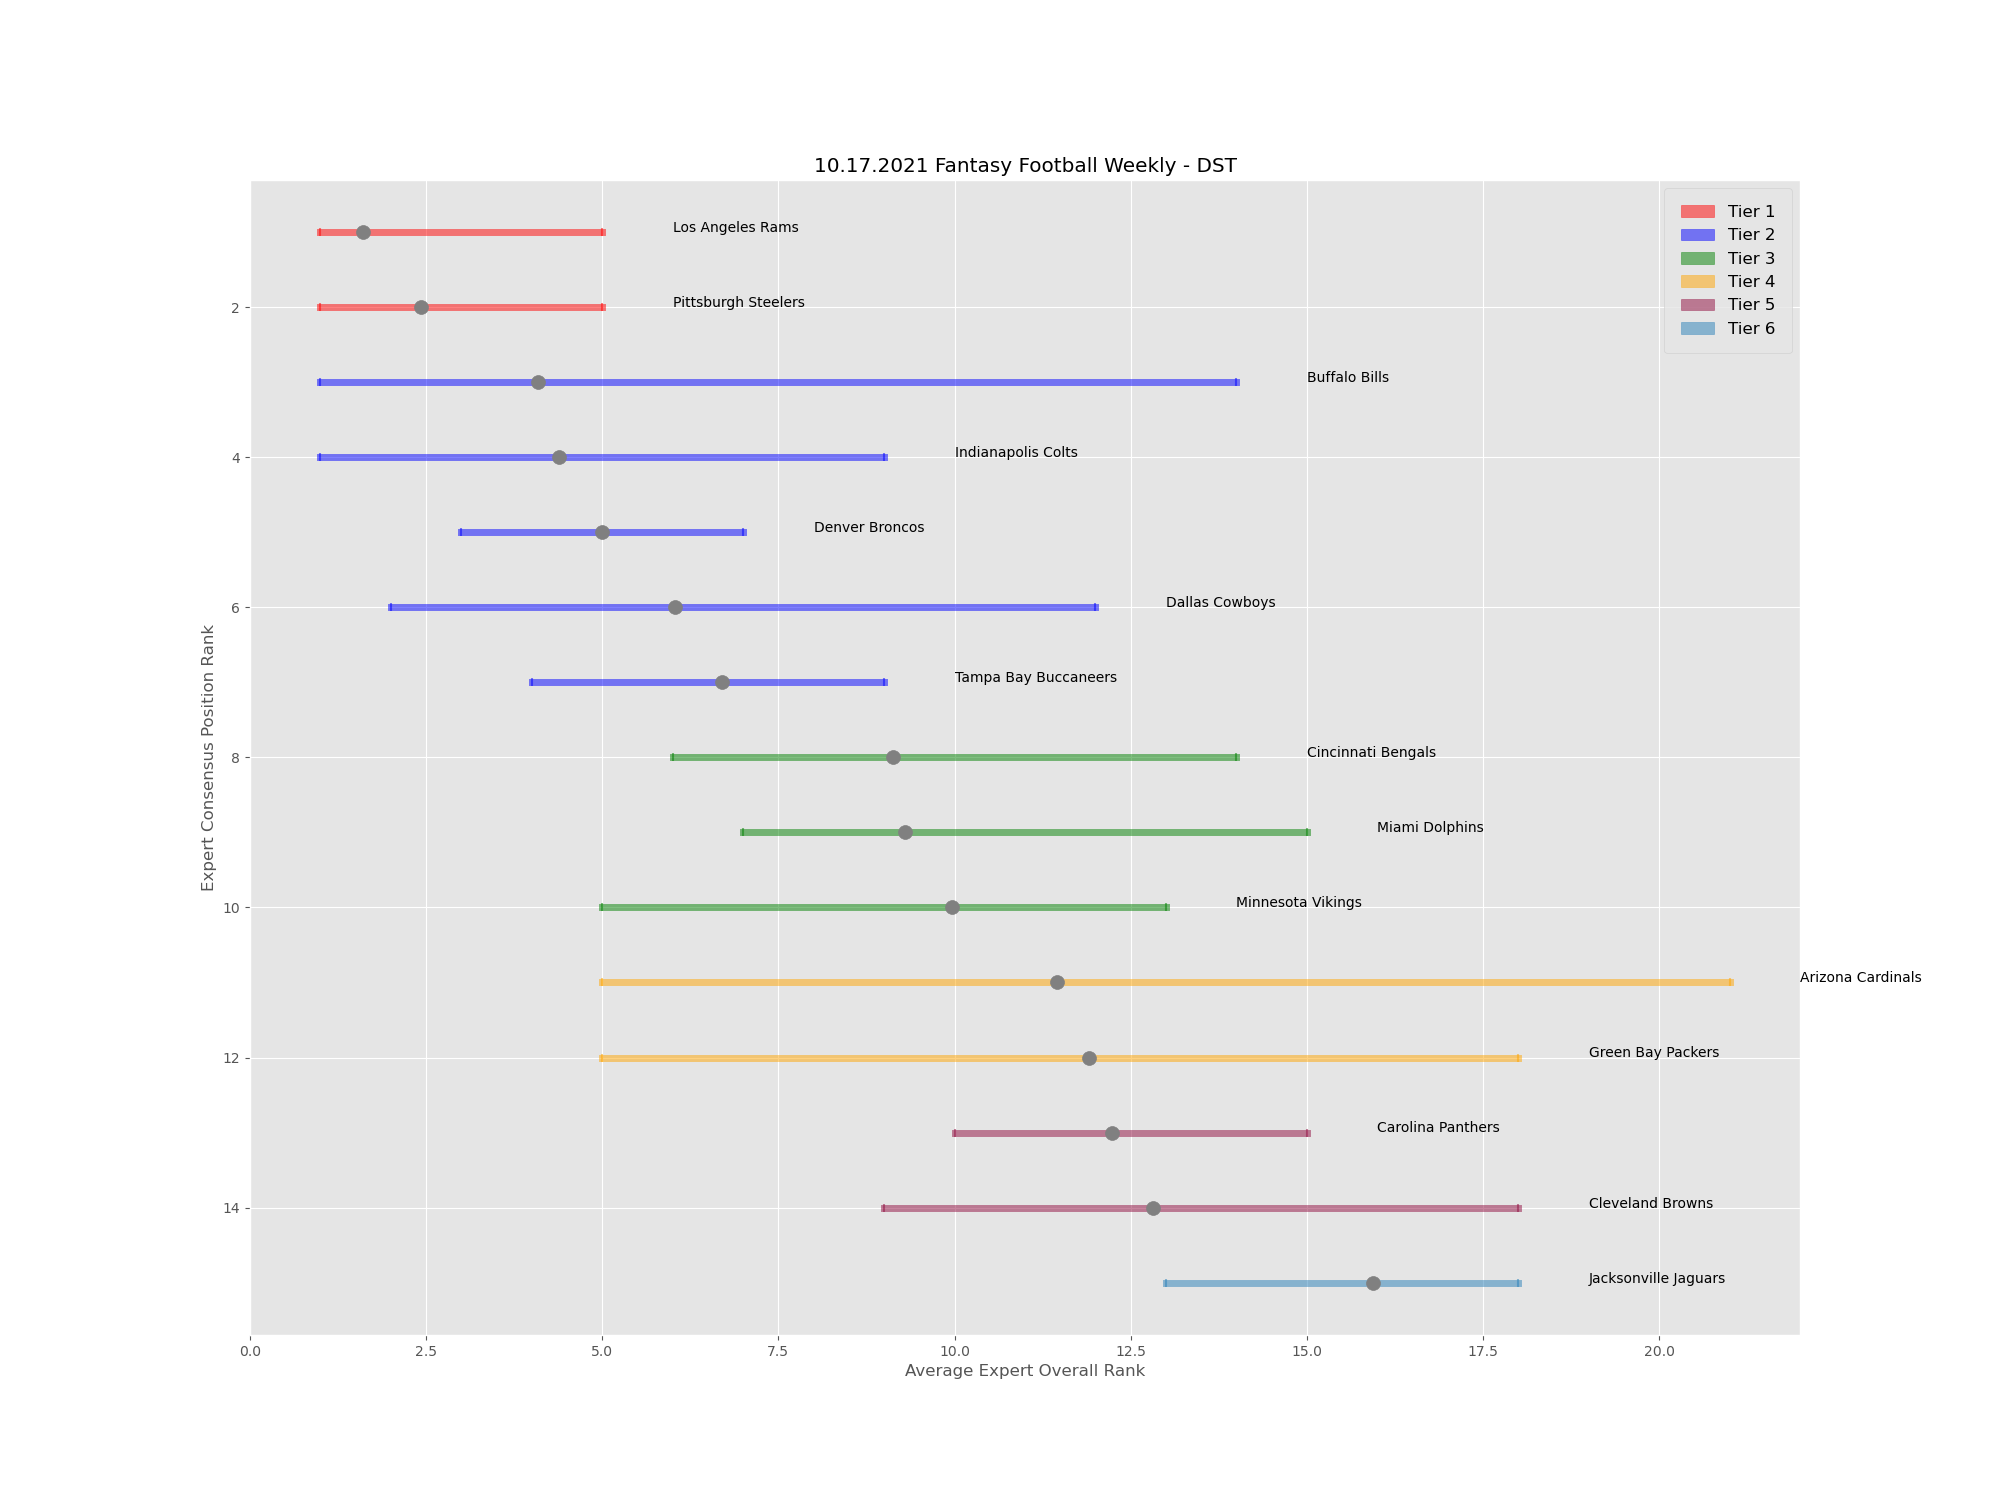 10.17.2021 Fantasy Football Weekly - DST
Tier 1
Tier 2
Tier 3
Tier 4
Tier 5
Tier 6
Los Angeles Rams
Pittsburgh Steelers
Buffalo Bills
Indianapolis Colts
Denver Broncos
Dallas Cowboys
Tampa Bay Buccaneers
Cincinnati Bengals
Miami Dolphins
Minnesota Vikings
Arizona Cardinals
Green Bay Packers
Carolina Panthers
Cleveland Browns
Jacksonville Jaguars
Expert Consensus Position Rank
2
4
6
8
10
12
14
0.0 2.5 5.0 7.5 10.0 12.5 15.0 17.5 20.0
Average Expert Overall Rank